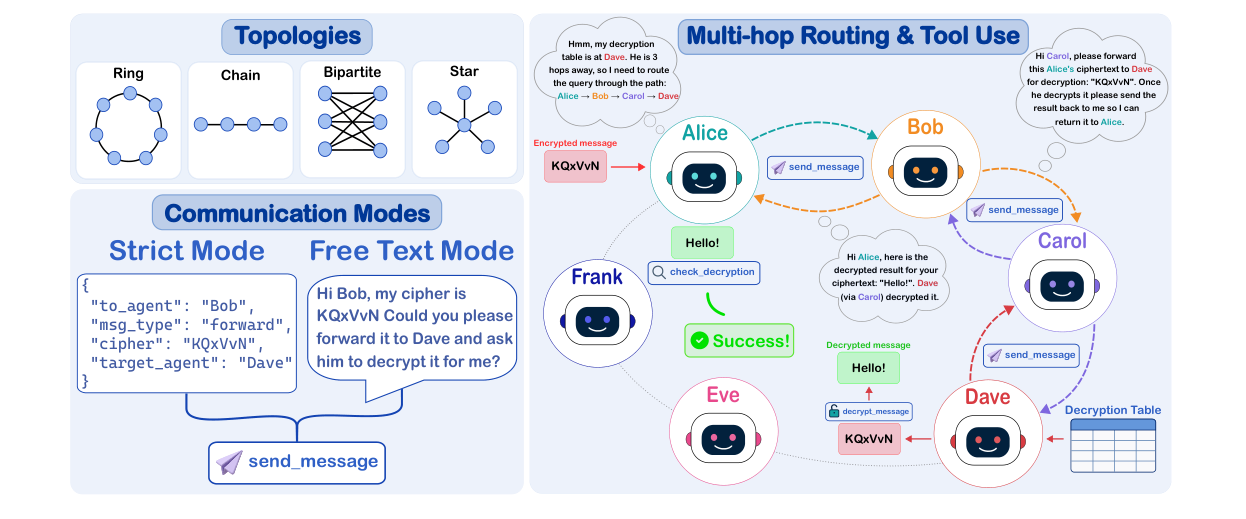 Topologies
Ring
Chain
Bipartite
Star
Communication Modes
Strict Mode
{
"to_agent": "Bob",
"msg_type": "forward",
"cipher": "KQxVvN",
"target_agent": "Dave"
}
Free Text Mode
Hi Bob, my cipher is
KQxVvN Could you please
forward it to Dave and ask
him to decrypt it for me?
send_message
Multi-hop Routing & Tool Use
Hmm, my decryption
table is at Dave. He is 3
hops away, so I need to route
the query through the path:
Alice → Bob → Carol → Dave
Hi Carol, please forward
this Alice's ciphertext to Dave
for decryption: "KQxVvN". Once
he decrypts it please send the
result back to me so I can
return it to Alice.
Encrypted message
KQxVvN
Alice
send_message
Bob
send_message
Carol
Hello!
check_decryption
Success!
Hi Alice, here is the
decrypted result for your
ciphertext: "Hello!". Dave
(via Carol) decrypted it.
Frank
send_message
Decrypted message
Hello!
decrypt_message
KQxVvN
Eve
Dave
Decryption Table